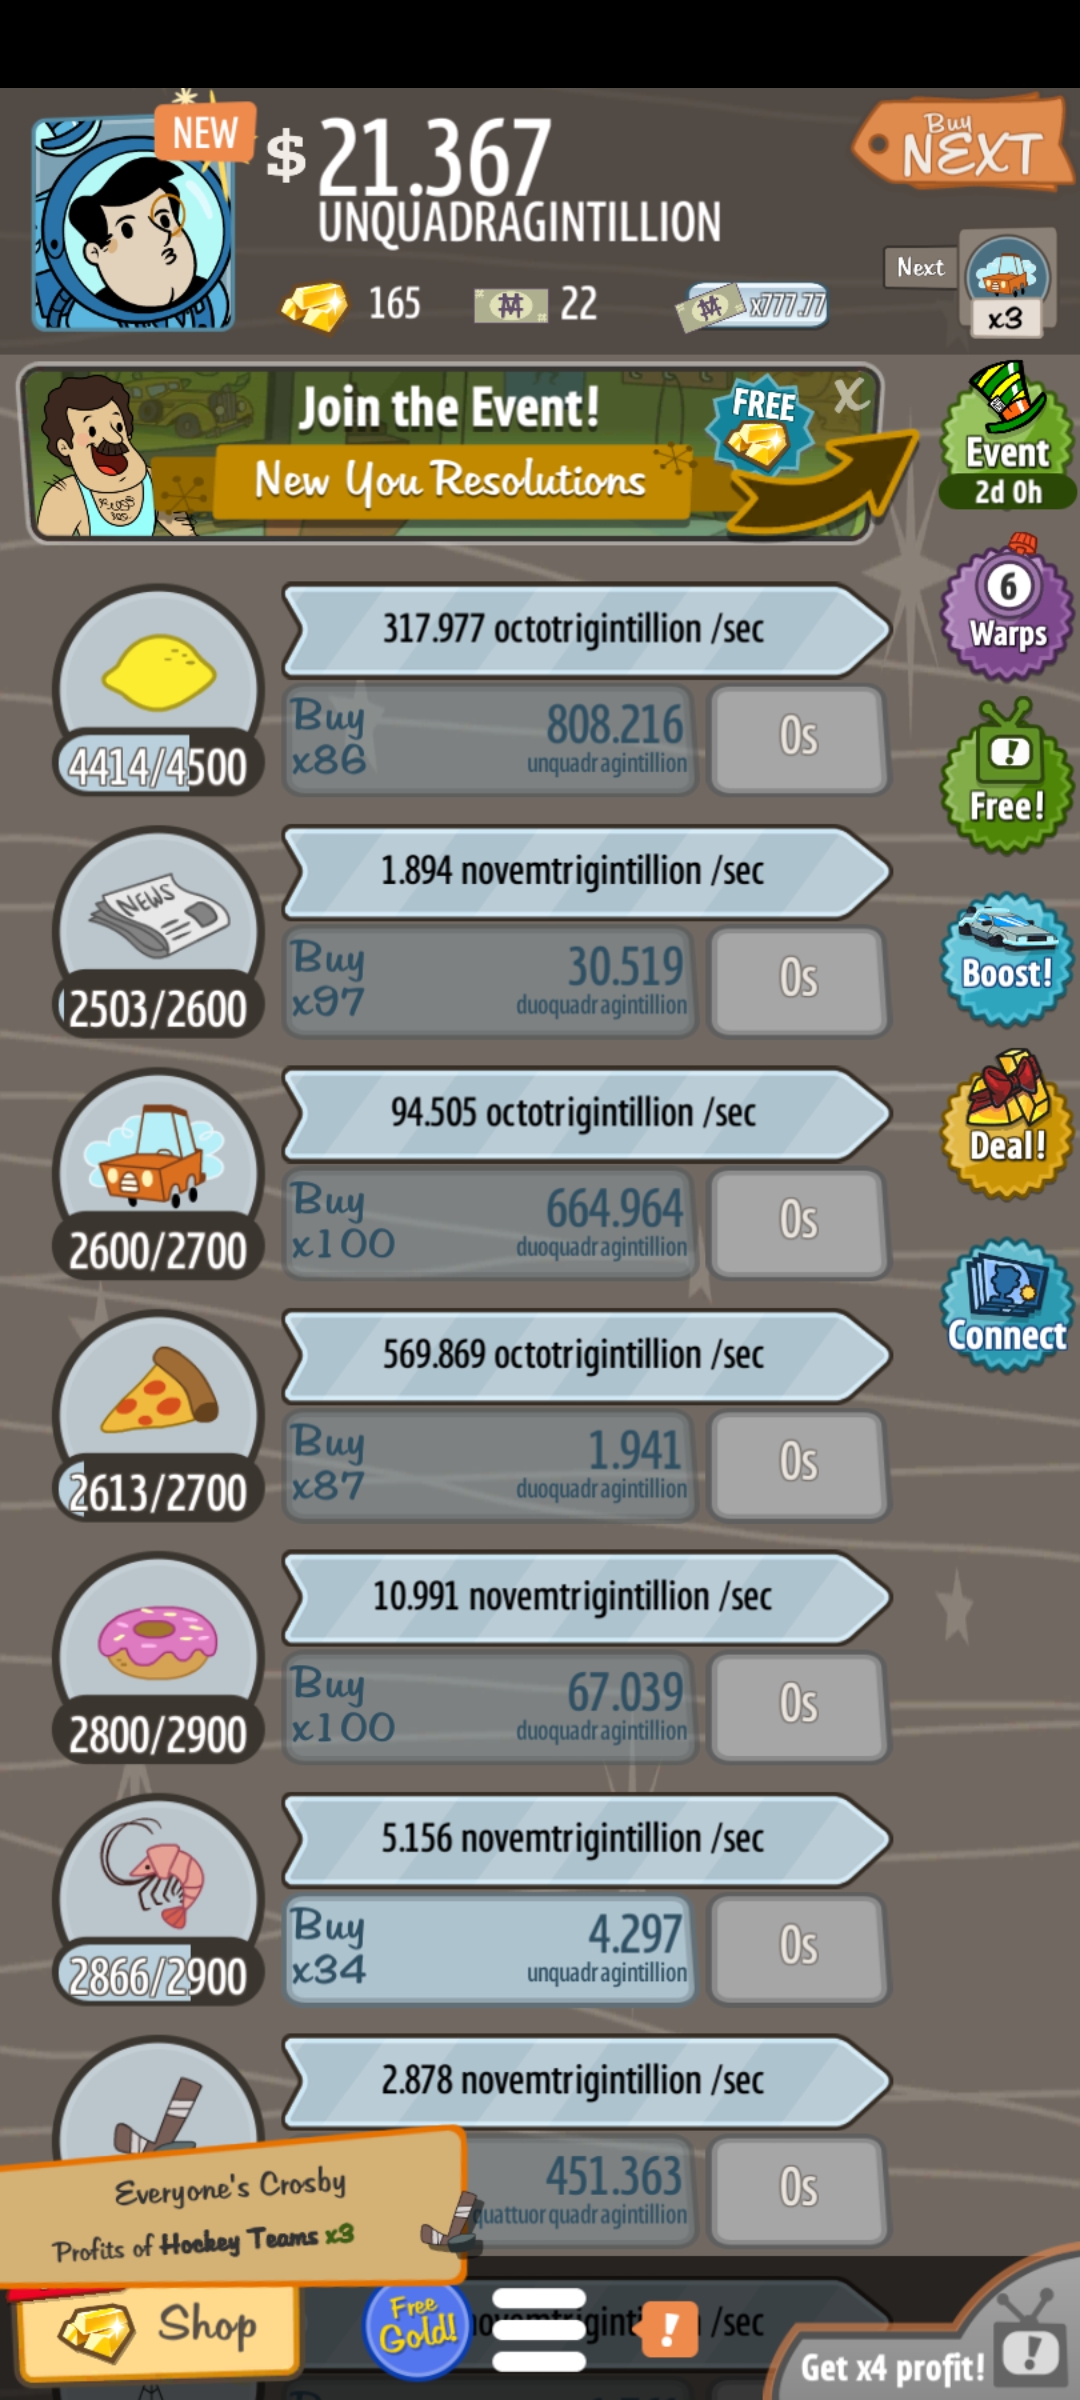 NEW
$ 21.367
UNQUADRAGINTILLION
Buy
NEXT
165
22
x777.77
Next
x3
Join the Event!
FREE
X
New You Resolutions
Event
2d 0h
6
Warps
Free!
Boost!
Deal!
Connect
317.977 octotrigintillion /sec
Buy
x86
808.216
unquadragintillion
0s
4414/4500
NEWS
1.894 novemtrigintillion /sec
Buy
x97
30.519
duoquadragintillion
0s
2503/2600
94.505 octotrigintillion /sec
Buy
x100
664.964
duoquadragintillion
0s
2600/2700
569.869 octotrigintillion /sec
Buy
x87
1.941
duoquadragintillion
0s
2613/2700
10.991 novemtrigintillion /sec
Buy
x100
67.039
duoquadragintillion
0s
2800/2900
5.156 novemtrigintillion /sec
Buy
x34
4.297
unquadragintillion
0s
2866/2900
2.878 novemtrigintillion /sec
451.363
quattuorquadragintillion
0s
Everyone's Crosby
Profits of Hockey Teams x3
Shop
Free
Gold!
!
/sec
Get x4 profit!
!